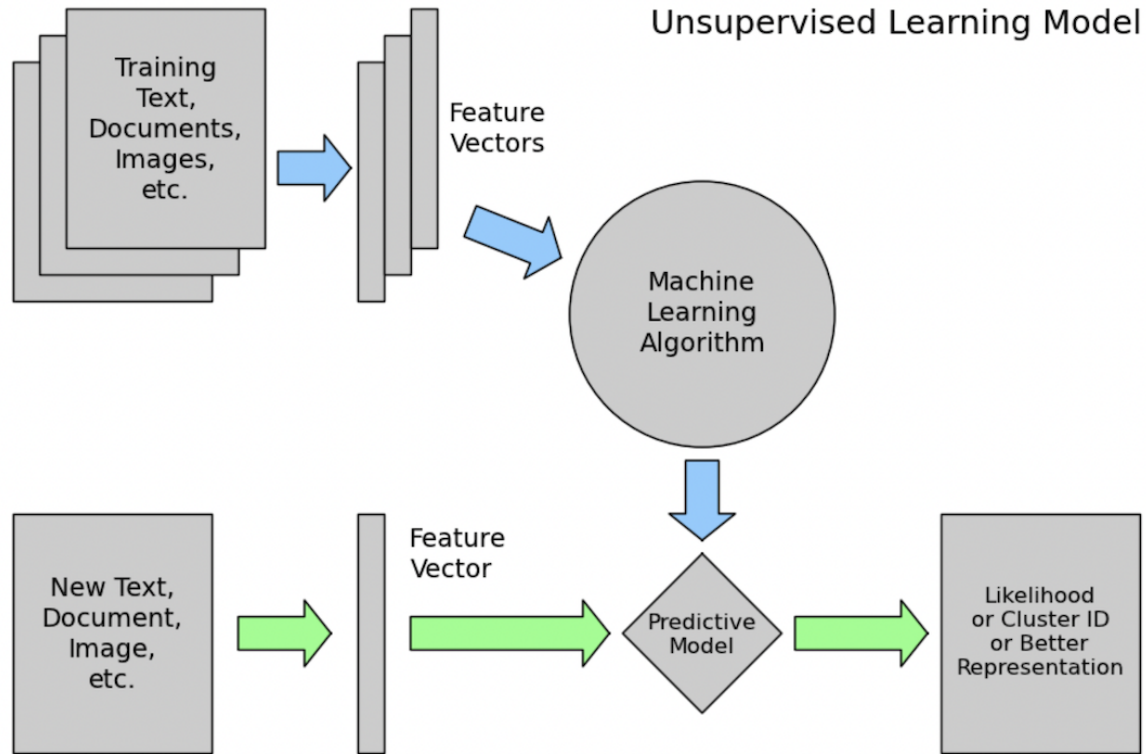 Unsupervised Learning Model
Training
Text,
Documents,
Images,
etc.
Feature
Vectors
Machine
Learning
Algorithm
New Text,
Document,
Image,
etc.
Feature
Vector
Predictive
Model
Likelihood
or Cluster ID
or Better
Representation